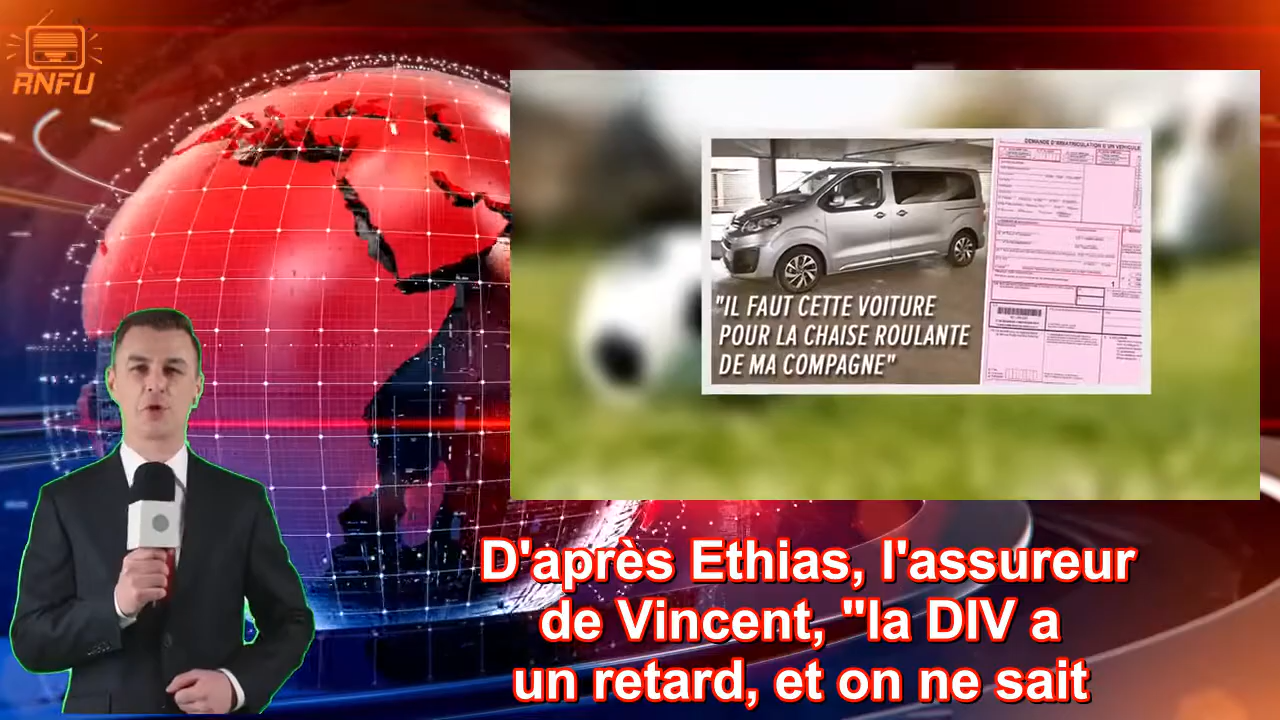 RNFU
DEMANDE D'IMMATRICULATION D'UN VEHICULE
"IL FAUT CETTE VOITURE
POUR LA CHAISE ROULANTE
DE MA COMPAGNE"
D'après Ethias, l'assureur
de Vincent, "la DIV a
un retard, et on ne sait